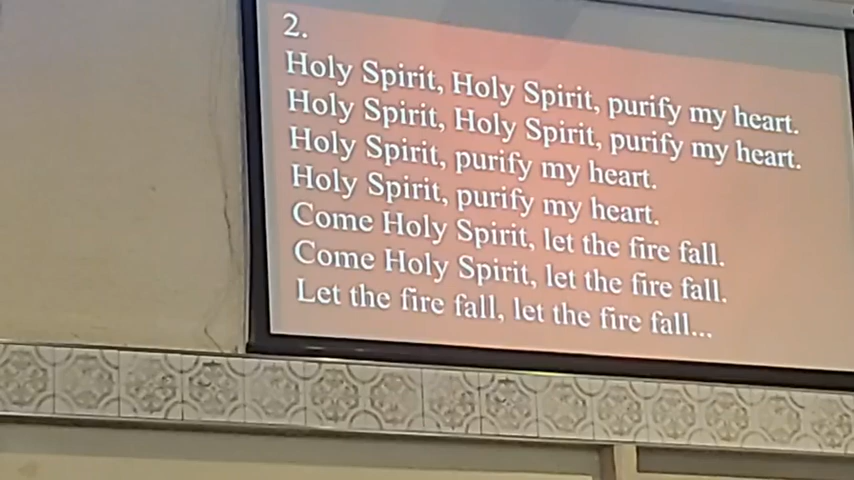 2.
Holy Spirit, Holy Spirit, purify my heart.
Holy Spirit, Holy Spirit, purify my heart.
Holy Spirit, purify my heart.
Holy Spirit, purify my heart.
Come Holy Spirit, let the fire fall.
Come Holy Spirit, let the fire fall.
Let the fire fall, let the fire fall...